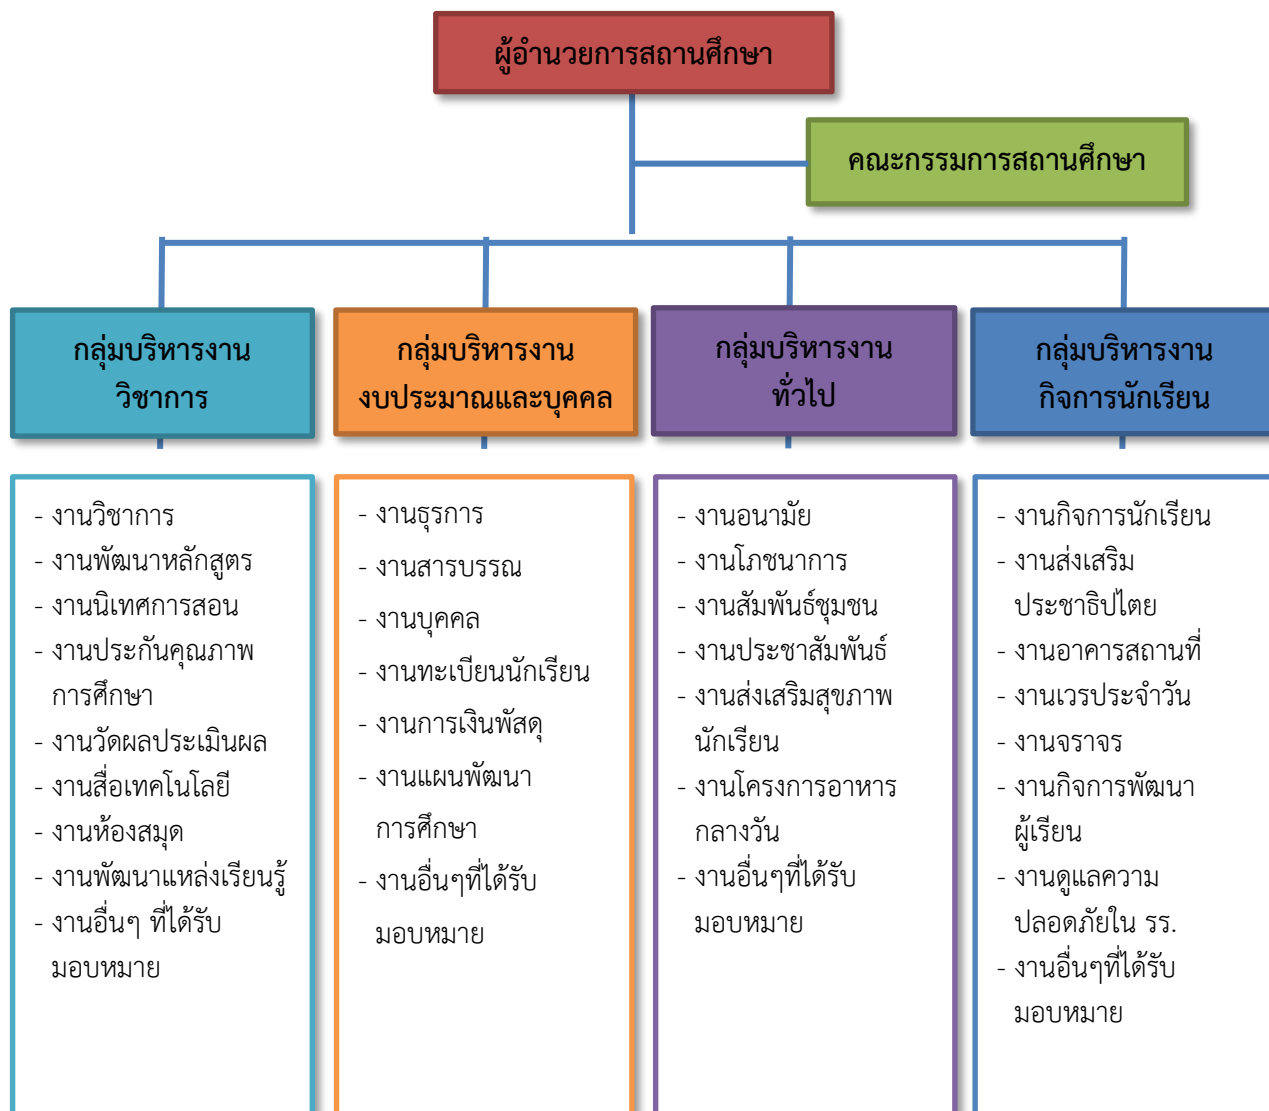 ผู้อำนวยการสถานศึกษา
คณะกรรมการสถานศึกษา
กลุ่มบริหารงาน
วิชาการ
กลุ่มบริหารงาน
งบประมาณและบุคคล
กลุ่มบริหารงาน
ทั่วไป
กลุ่มบริหารงาน
กิจการนักเรียน
- งานวิชาการ
- งานพัฒนาหลักสูตร
- งานนิเทศการสอน
- งานประกันคุณภาพ
การศึกษา
- งานวัดผลประเมินผล
- งานสื่อเทคโนโลยี
- งานห้องสมุด
- งานพัฒนาแหล่งเรียนรู้
- งานอื่นๆ ที่ได้รับ
มอบหมาย
- งานธุรการ
- งานสารบรรณ
- งานบุคคล
- งานทะเบียนนักเรียน
- งานการเงินพัสดุ
- งานแผนพัฒนา
การศึกษา
- งานอื่นๆที่ได้รับ
มอบหมาย
- งานอนามัย
- งานโภชนาการ
- งานสัมพันธ์ชุมชน
- งานประชาสัมพันธ์
- งานส่งเสริมสุขภาพ
นักเรียน
- งานโครงการอาหาร
กลางวัน
- งานอื่นๆที่ได้รับ
มอบหมาย
- งานกิจการนักเรียน
- งานส่งเสริม
ประชาธิปไตย
- งานอาคารสถานที่
- งานเวรประจำวัน
- งานจราจร
- งานกิจการพัฒนา
ผู้เรียน
- งานดูแลความ
ปลอดภัยใน รร.
- งานอื่นๆที่ได้รับ
มอบหมาย